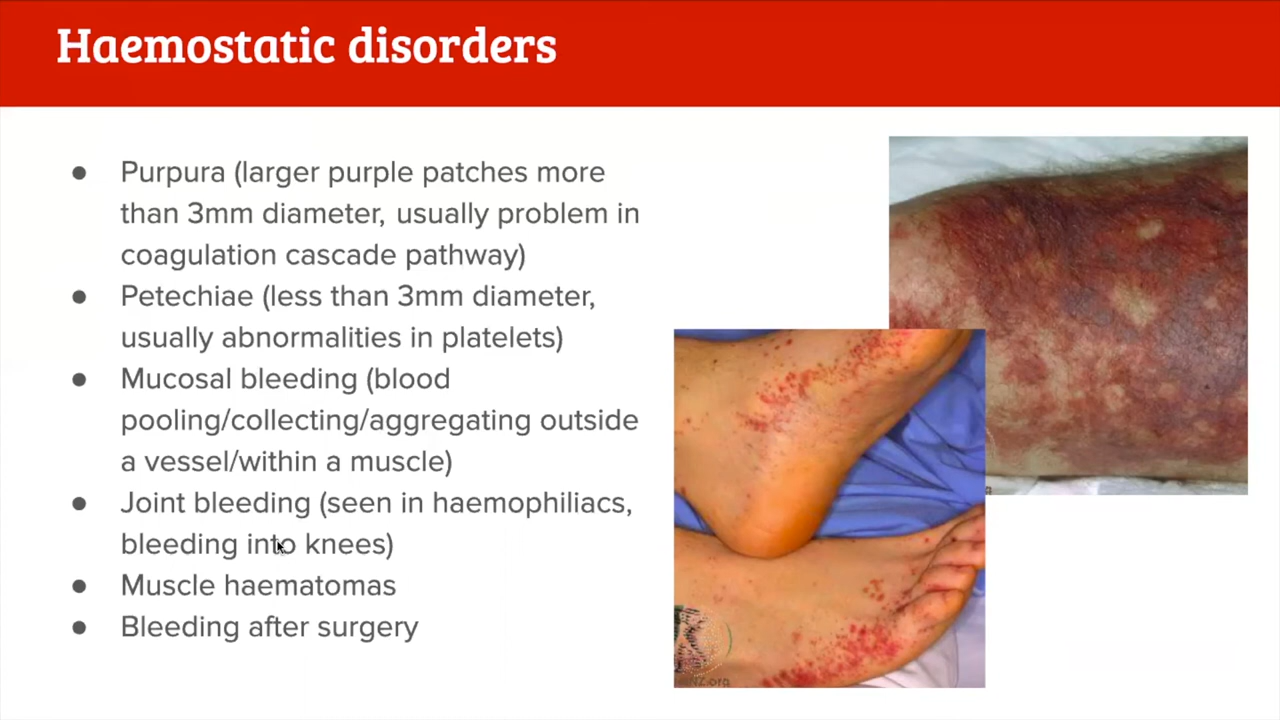 Haemostatic disorders
● Purpura (larger purple patches more
than 3mm diameter, usually problem in
coagulation cascade pathway)
● Petechiae (less than 3mm diameter,
usually abnormalities in platelets)
● Mucosal bleeding (blood
pooling/collecting/aggregating outside
a vessel/within a muscle)
● Joint bleeding (seen in haemophiliacs,
bleeding into knees)
● Muscle haematomas
● Bleeding after surgery